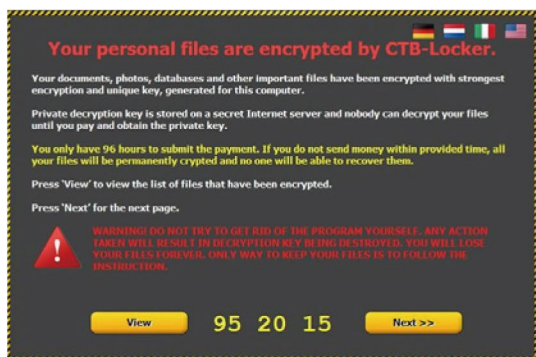 Your personal files are encrypted by CTB-Locker.
Your documents, photos, databases and other important files have been encrypted with strongest
encryption and unique key, generated for this computer.
Private decryption key is stored on a secret Internet server and nobody can decrypt your files
until you pay and obtain the private key.
You only have 96 hours to submit the payment. If you do not send money within provided time, all
your files will be permanently crypted and no one will be able to recover them.
Press 'View' to view the list of files that have been encrypted.
Press 'Next' for the next page.
WARNING! DO NOT TRY TO GET RID OF THE PROGRAM YOURSELF. ANY ACTION
TAKEN WILL RESULT IN DECRYPTION KEY BEING DESTROYED. YOU WILL LOSE
YOUR FILES FOREVER. ONLY WAY TO KEEP YOUR FILES IS TO FOLLOW THE
INSTRUCTION.
View 95 20 15 Next >>